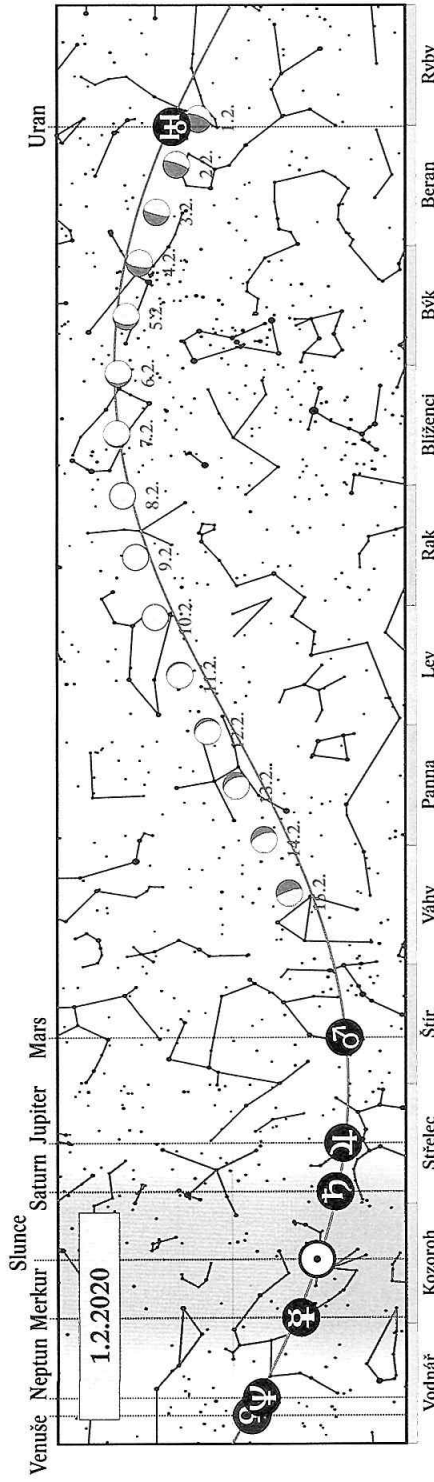 Slunce
Venuše Neptun Merkur Saturn Jupiter Mars Uran
1.2.2020
15.2. 14.2. 13.2. 12.2. 11.2. 10.2. 9.2. 8.2. 7.2. 6.2. 5.2. 4.2. 3.2. 2.2. 1.2.
Vodnář Kozoroh Střelec Štír Váhy Panna Lev Rak Blíženci Býk Beran Ryby